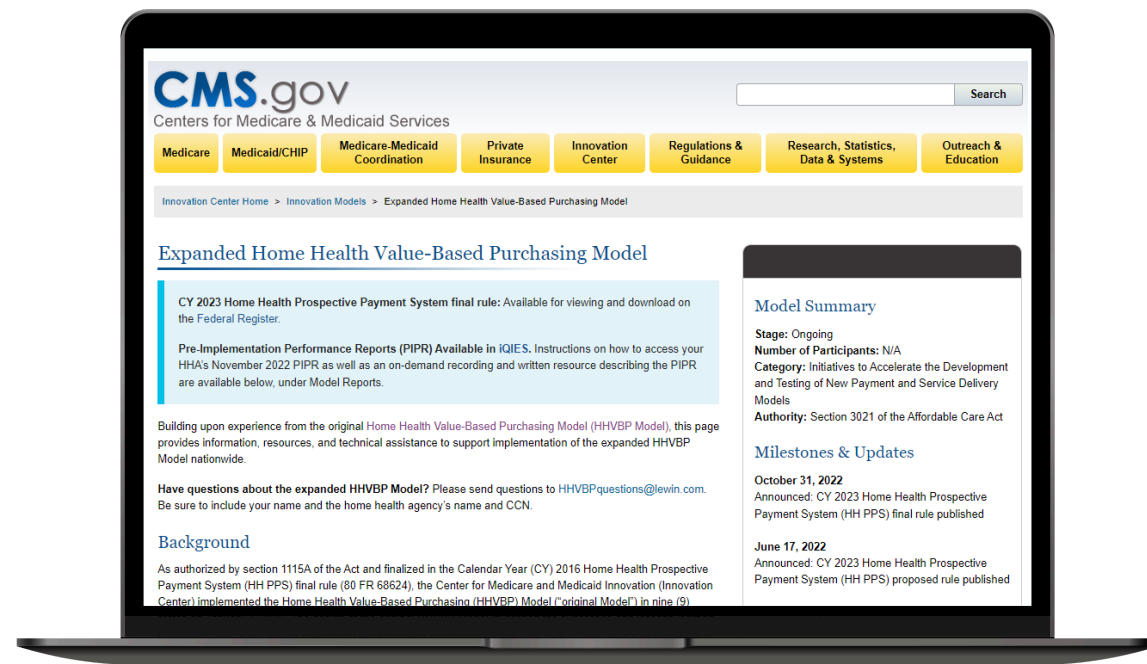 CMS.gov
Centers for Medicare & Medicaid Services
Search
Medicare
Medicaid/CHIP
Medicare-Medicaid
Coordination
Private
Insurance
Innovation
Center
Regulations &
Guidance
Research, Statistics,
Data & Systems
Outreach &
Education
Innovation Center Home > Innovation Models > Expanded Home Health Value-Based Purchasing Model
Expanded Home Health Value-Based Purchasing Model
CY 2023 Home Health Prospective Payment System final rule: Available for viewing and download on
the Federal Register.
Pre-Implementation Performance Reports (PIPR) Available in iQIES. Instructions on how to access your
HHA's November 2022 PIPR as well as an on-demand recording and written resource describing the PIPR
are available below, under Model Reports.
Building upon experience from the original Home Health Value-Based Purchasing Model (HHVBP Model), this page
provides information, resources, and technical assistance to support implementation of the expanded HHVBP
Model nationwide.
Have questions about the expanded HHVBP Model? Please send questions to HHVBPquestions@lewin.com.
Be sure to include your name and the home health agency's name and CCN.
Background
As authorized by section 1115A of the Act and finalized in the Calendar Year (CY) 2016 Home Health Prospective
Payment System (HH PPS) final rule (80 FR 68624), the Center for Medicare and Medicaid Innovation (Innovation
Center) implemented the Home Health Value-Based Purchasing (HHVBP) Model ("original Model") in nine (9)
Model Summary
Stage: Ongoing
Number of Participants: N/A
Category: Initiatives to Accelerate the Development
and Testing of New Payment and Service Delivery
Models
Authority: Section 3021 of the Affordable Care Act
Milestones & Updates
October 31, 2022
Announced: CY 2023 Home Health Prospective
Payment System (HH PPS) final rule published
June 17, 2022
Announced: CY 2023 Home Health Prospective
Payment System (HH PPS) proposed rule published